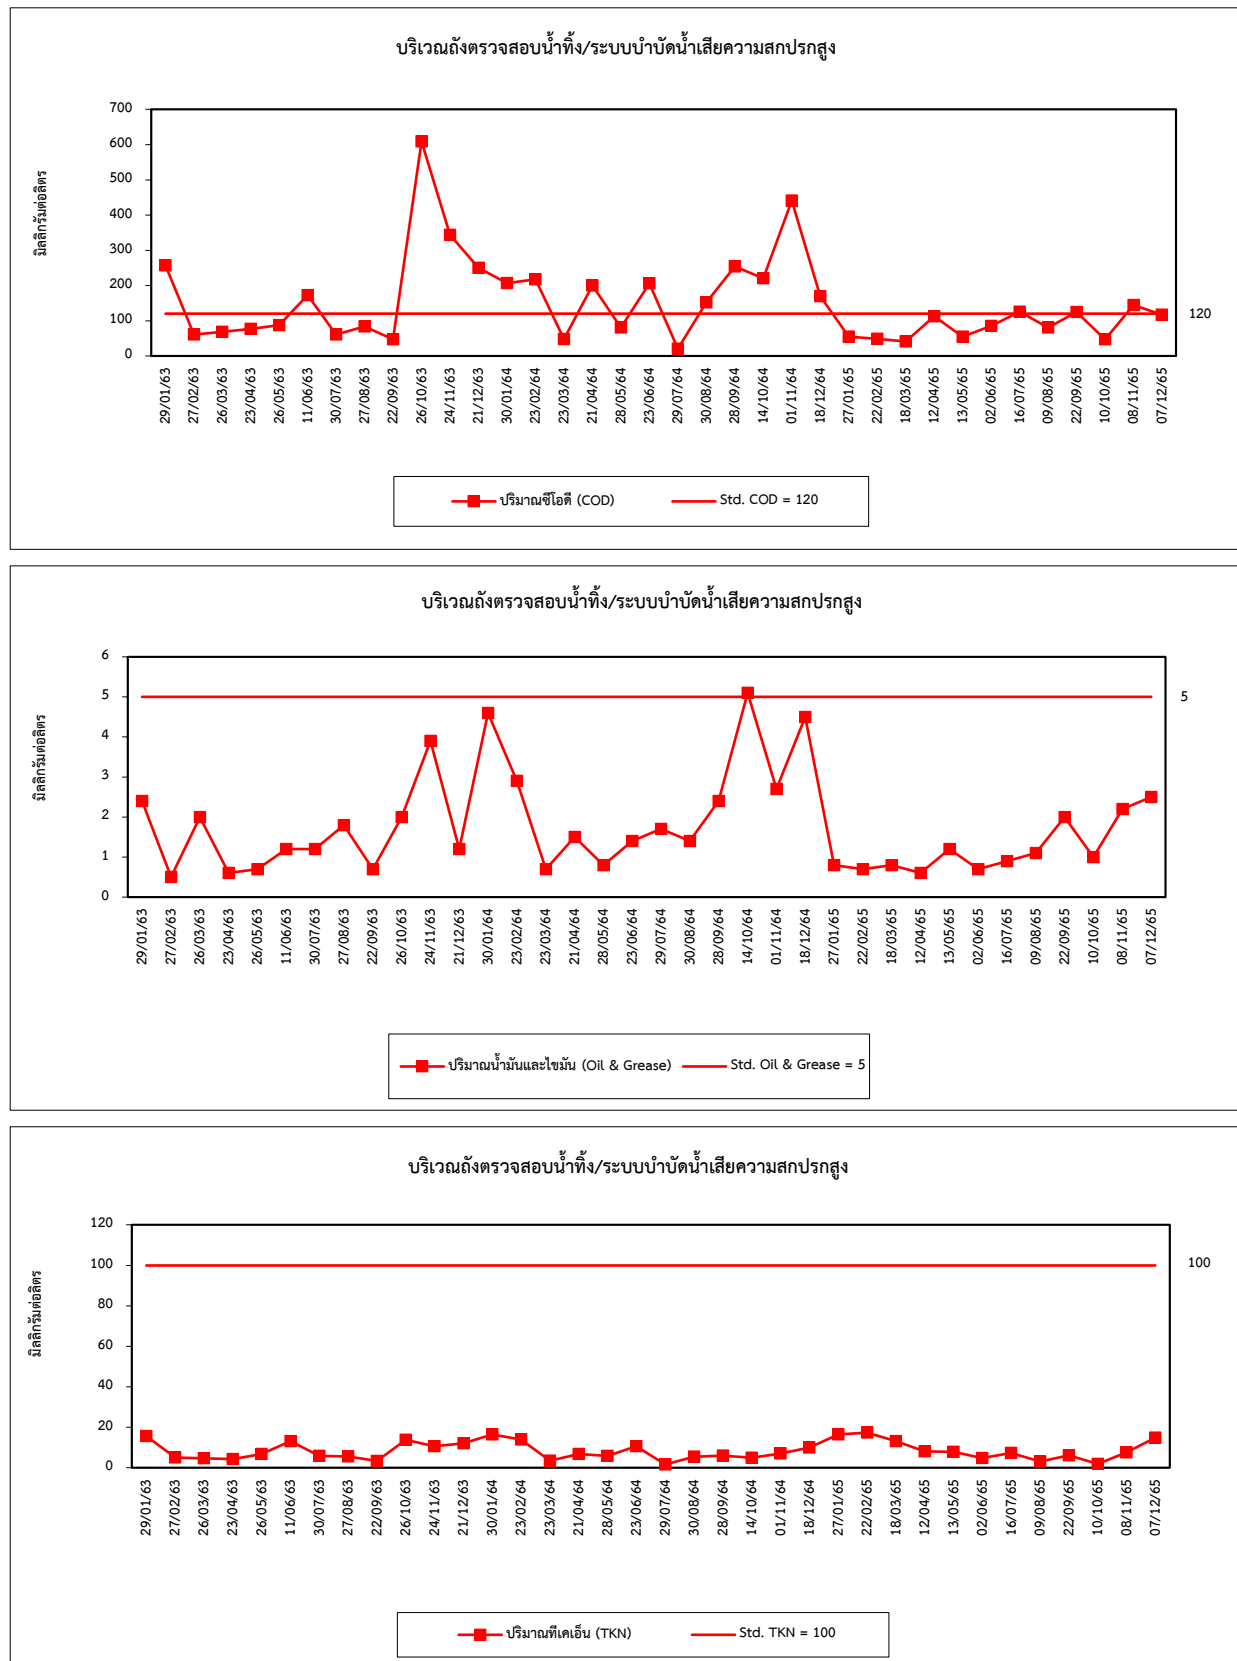 บริเวณถังตรวจสอบน้ำทิ้ง/ระบบบำบัดน้ำเสียความสกปรกสูง
มิลลิกรัมต่อลิตร
700
600
500
400
300
200
100
0
120
29/01/63 27/02/63 26/03/63 23/04/63 26/05/63 11/06/63 30/07/63 27/08/63 22/09/63 26/10/63 24/11/63 21/12/63 30/01/64 23/02/64 23/03/64 21/04/64 28/05/64 23/06/64 29/07/64 30/08/64 28/09/64 14/10/64 01/11/64 18/12/64 27/01/65 22/02/65 18/03/65 12/04/65 13/05/65 02/06/65 16/07/65 09/08/65 22/09/65 10/10/65 08/11/65 07/12/65
ปริมาณซีโอดี (COD) Std. COD = 120
บริเวณถังตรวจสอบน้ำทิ้ง/ระบบบำบัดน้ำเสียความสกปรกสูง
มิลลิกรัมต่อลิตร
6
5
4
3
2
1
0
5
29/01/63 27/02/63 26/03/63 23/04/63 26/05/63 11/06/63 30/07/63 27/08/63 22/09/63 26/10/63 24/11/63 21/12/63 30/01/64 23/02/64 23/03/64 21/04/64 28/05/64 23/06/64 29/07/64 30/08/64 28/09/64 14/10/64 01/11/64 18/12/64 27/01/65 22/02/65 18/03/65 12/04/65 13/05/65 02/06/65 16/07/65 09/08/65 22/09/65 10/10/65 08/11/65 07/12/65
ปริมาณน้ำมันและไขมัน (Oil & Grease) Std. Oil & Grease = 5
บริเวณถังตรวจสอบน้ำทิ้ง/ระบบบำบัดน้ำเสียความสกปรกสูง
มิลลิกรัมต่อลิตร
120
100
80
60
40
20
0
100
29/01/63 27/02/63 26/03/63 23/04/63 26/05/63 11/06/63 30/07/63 27/08/63 22/09/63 26/10/63 24/11/63 21/12/63 30/01/64 23/02/64 23/03/64 21/04/64 28/05/64 23/06/64 29/07/64 30/08/64 28/09/64 14/10/64 01/11/64 18/12/64 27/01/65 22/02/65 18/03/65 12/04/65 13/05/65 02/06/65 16/07/65 09/08/65 22/09/65 10/10/65 08/11/65 07/12/65
ปริมาณทีเคเอ็น (TKN) Std. TKN = 100